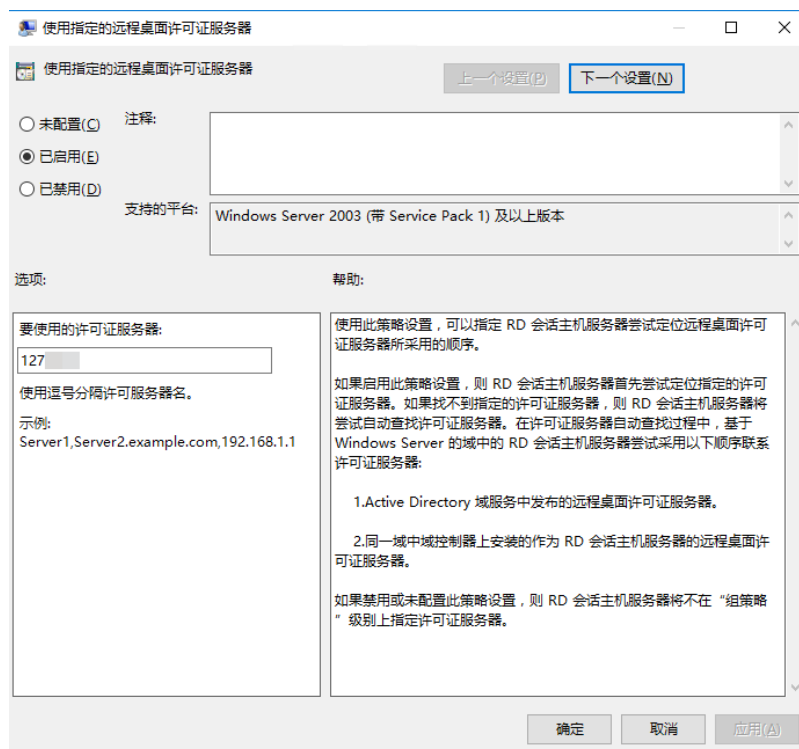 使用指定的远程桌面许可证服务器
使用指定的远程桌面许可证服务器
上一个设置(P)
下一个设置(N)
未配置(C)
注释:
已启用(E)
已禁用(D)
支持的平台:
Windows Server 2003 (带 Service Pack 1) 及以上版本
选项:
帮助:
要使用的许可证服务器:
127
使用逗号分隔许可服务器名。
示例:
Server1,Server2.example.com,192.168.1.1
使用此策略设置，可以指定 RD 会话主机服务器尝试定位远程桌面许可
证服务器所采用的顺序。
如果启用此策略设置，则 RD 会话主机服务器首先尝试定位指定的许可
证服务器。如果找不到指定的许可证服务器，则 RD 会话主机服务器将
尝试自动查找许可证服务器。在许可证服务器自动查找过程中，基于
Windows Server 的域中的 RD 会话主机服务器尝试采用以下顺序联系
许可证服务器:
1.Active Directory 域服务中发布的远程桌面许可证服务器。
2.同一域中域控制器上安装的作为 RD 会话主机服务器的远程桌面许
可证服务器。
如果禁用或未配置此策略设置，则 RD 会话主机服务器将不在“组策略
”级别上指定许可证服务器。
确定
取消
应用(A)